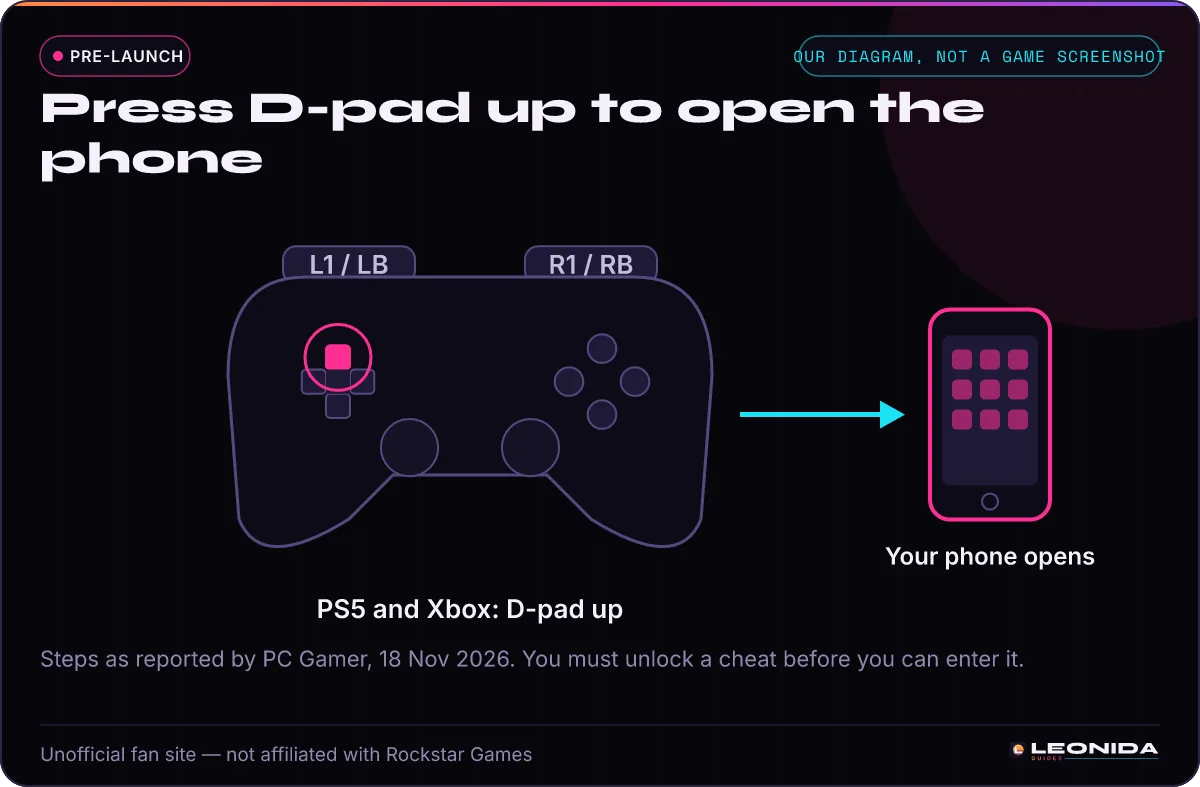 PRE-LAUNCH
OUR DIAGRAM, NOT A GAME SCREENSHOT
Press D-pad up to open the
phone
L1 / LB
R1 / RB
Your phone opens
PS5 and Xbox: D-pad up
Steps as reported by PC Gamer, 18 Nov 2026. You must unlock a cheat before you can enter it.
Unofficial fan site — not affiliated with Rockstar Games
LEONIDA
GUIDES